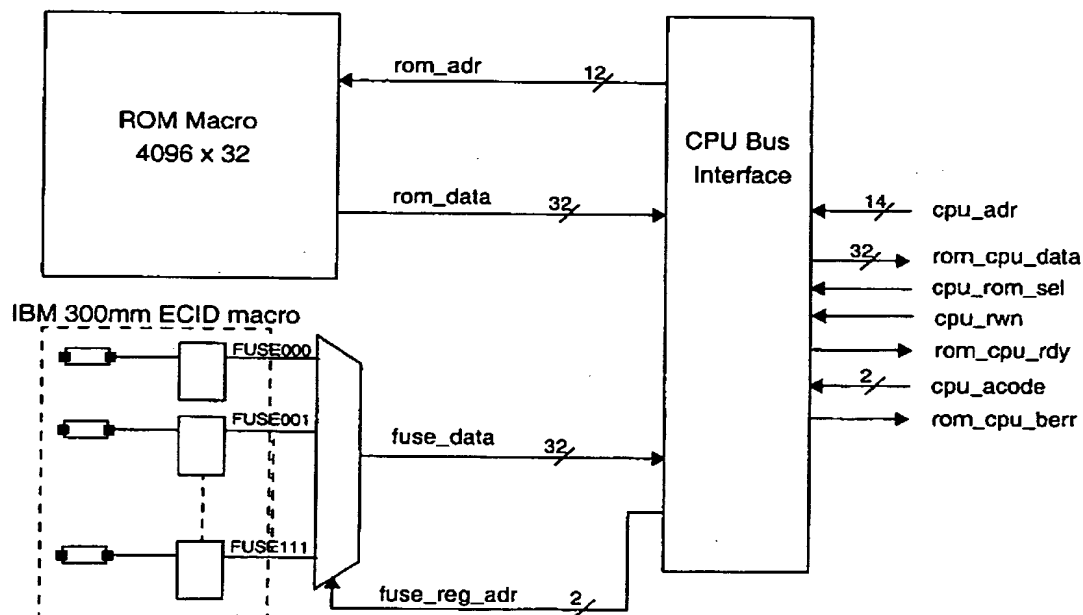 rom_adr
12
ROM Macro
4096 x 32
CPU Bus
Interface
rom_data
32
14
cpu_adr
32
rom_cpu_data
cpu_rom_sel
cpu_rwn
rom_cpu_rdy
2
cpu_acode
rom_cpu_berr
IBM 300mm ECID macro
FUSE000
FUSE001
fuse_data
32
FUSE111
fuse_reg_adr
2